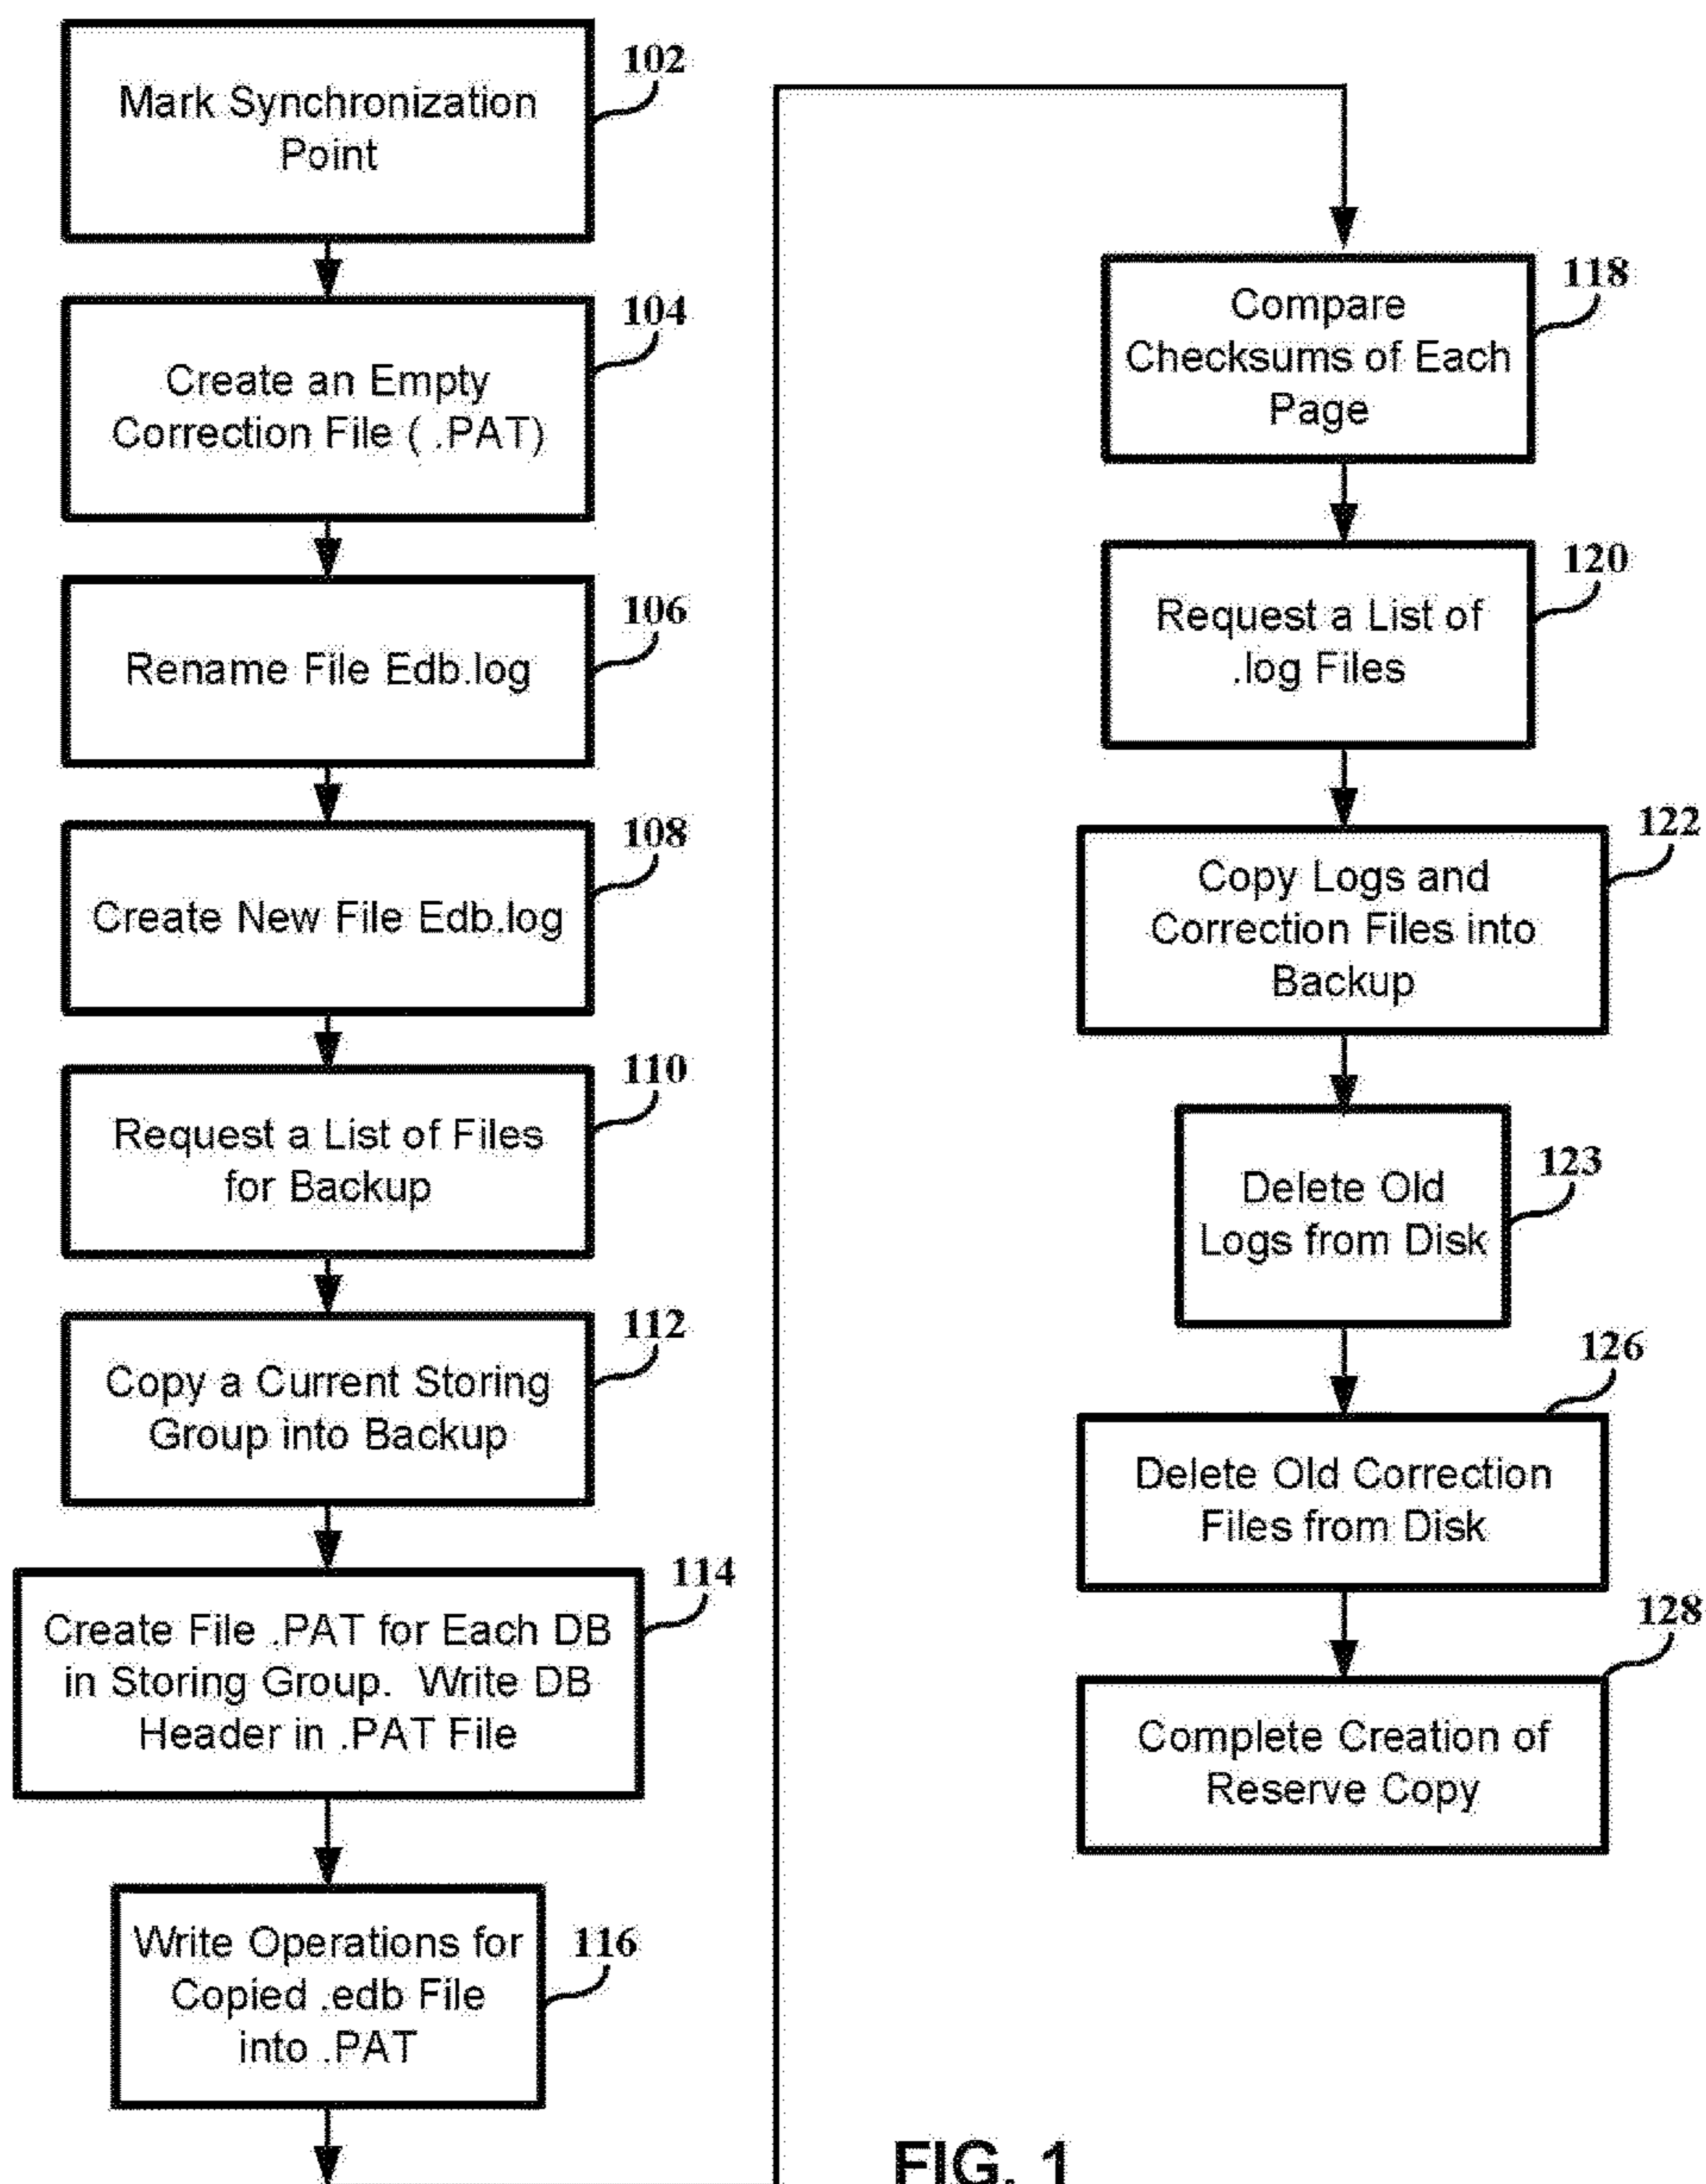 102
Mark Synchronization
Point
104
Create an Empty
Correction File ( .PAT)
106
Rename File Edb.log
108
Create New File Edb.log
110
Request a List of Files
for Backup
112
Copy a Current Storing
Group into Backup
114
Create File .PAT for Each DB
in Storing Group. Write DB
Header in .PAT File
116
Write Operations for
Copied .edb File
into .PAT
118
Compare
Checksums of Each
Page
120
Request a List of
.log Files
122
Copy Logs and
Correction Files into
Backup
123
Delete Old
Logs from Disk
126
Delete Old Correction
Files from Disk
128
Complete Creation of
Reserve Copy
FIG. 1